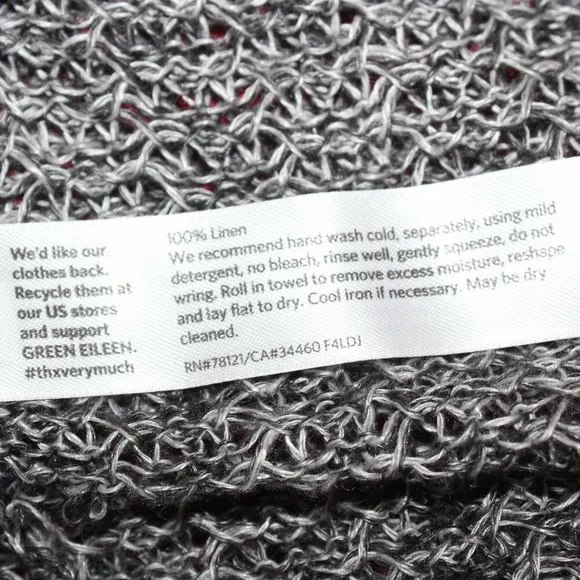 We'd like our
clothes back.
Recycle them at
our US stores
and support
GREEN EILEEN.
#thxverymuch
100% Linen
We recommend hand wash cold, separately, using mild
detergent, no bleach, rinse well, gently squeeze, do not
wring. Roll in towel to remove excess moisture, reshape
and lay flat to dry. Cool iron if necessary. May be dry
cleaned.
RN#78121/CA#34460 F4LDJ